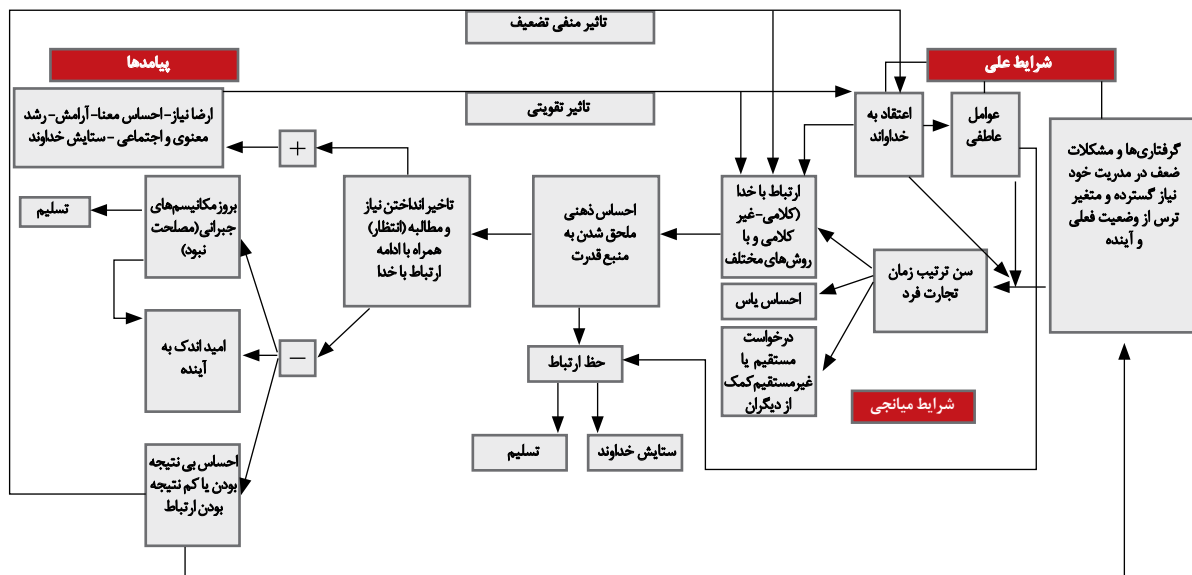 تاثیر منفی تضعیف
شرایط علی
پیامدها
تاثیر تقویتی
گرفتاری‌ها و مشکلات
ضعف در مدریت خود
نیاز گسترده و متغیر
ترس از وضعیت فعلی
و آینده
عوامل
عاطفی
اعتقاد به
خداواند
سن ترتیب زمان
تجارت فرد
شرایط میانجی
ارتباط با خدا
(کلامی-غیر
کلامی و با
روش‌های مختلف
احساس یاس
درخواست
مستقیم یا
غیرمستقیم کمک
از دیگران
احساس ذهنی
ملحق شدن به
منبع قدرت
حظ ارتباط
ستایش خداوند
تسلیم
تاخیر انداختن نیاز
و مطالبه (انتظار)
همراه با ادامه
ارتباط با خدا
+
−
ارضا نیاز-احساس معنا-آرامش-رشد
معنوی و اجتماعی-ستایش خداوند
بروز مکانیسم‌های
جبرانی(مصلحت
نبود)
تسلیم
امید اندک به
آینده
احساس بی نتیجه
بودن یا کم نتیجه
بودن ارتباط